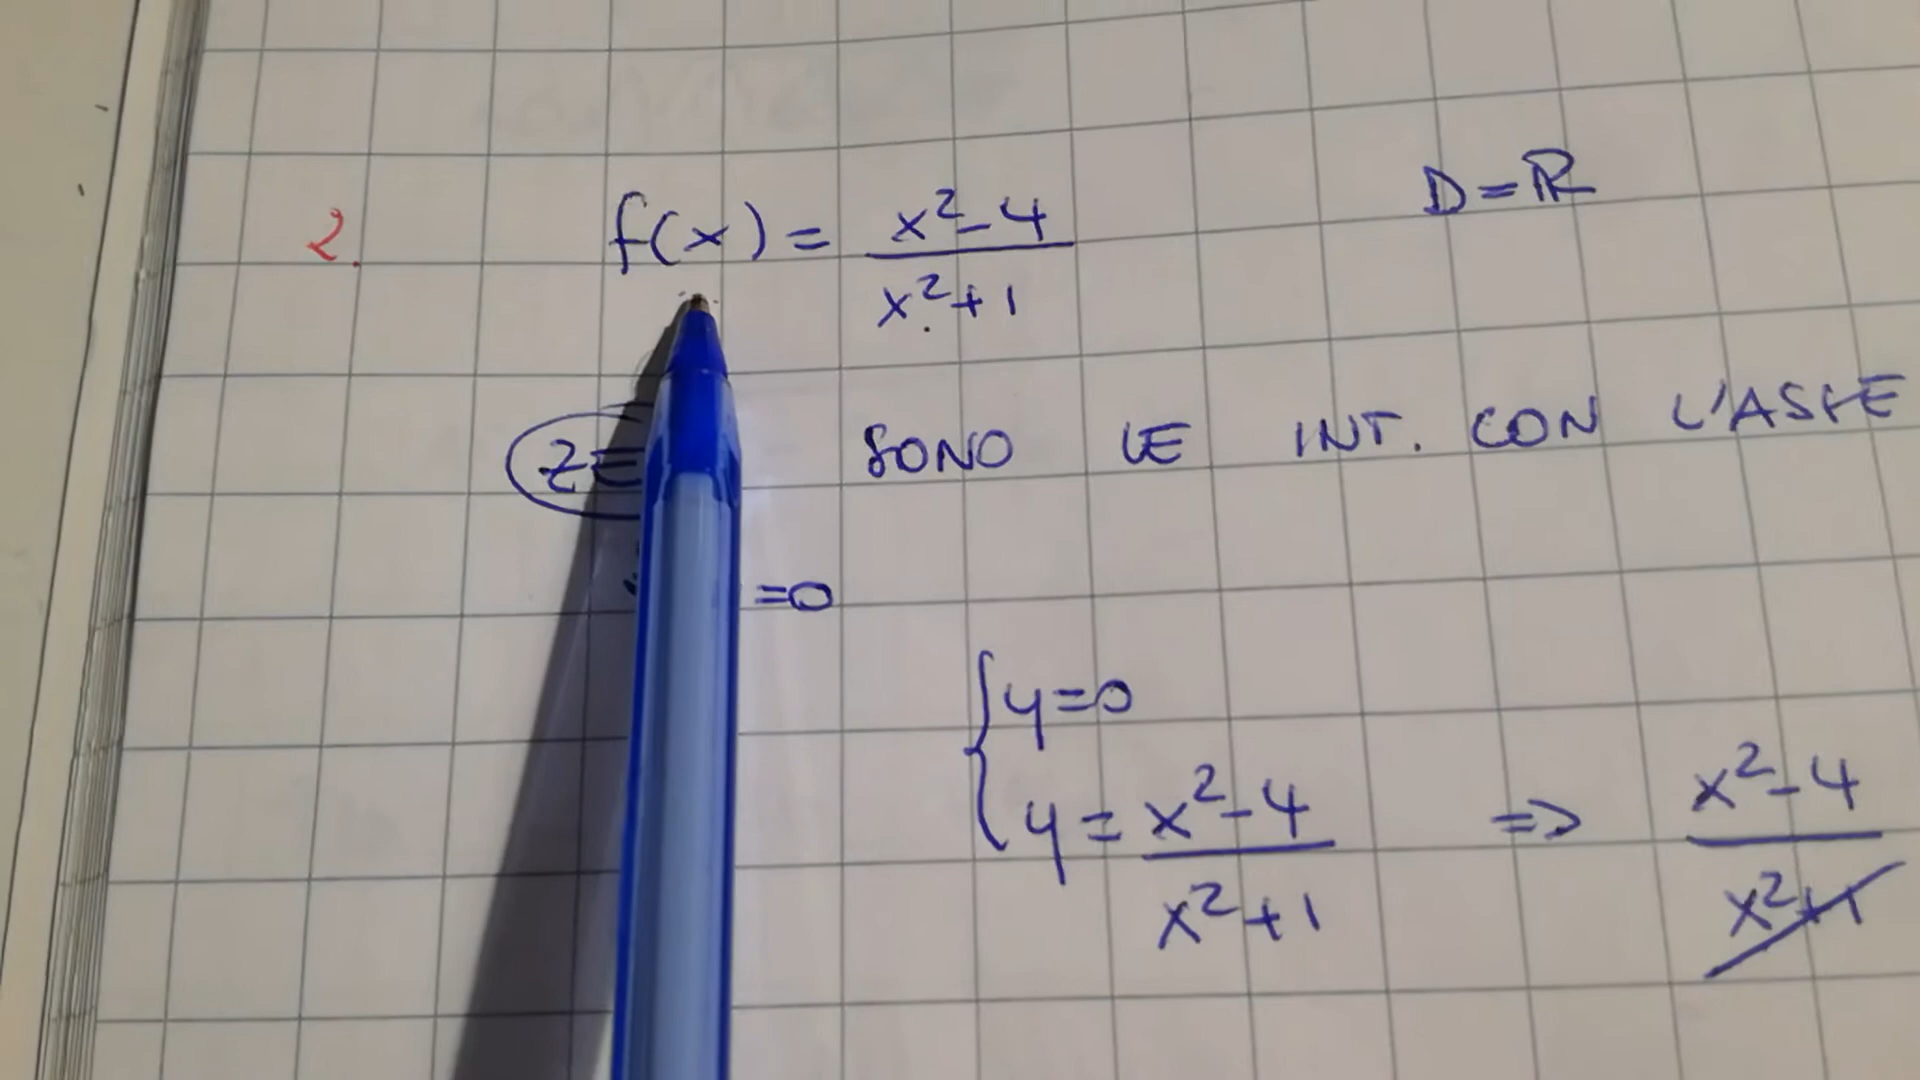 2. f(x) = x²-4 / x²+1 D=ℝ
SONO LE INT. CON L'ASSE
=0
{ y=0
y = x²-4 / x²+1 => x²-4 / x²+1